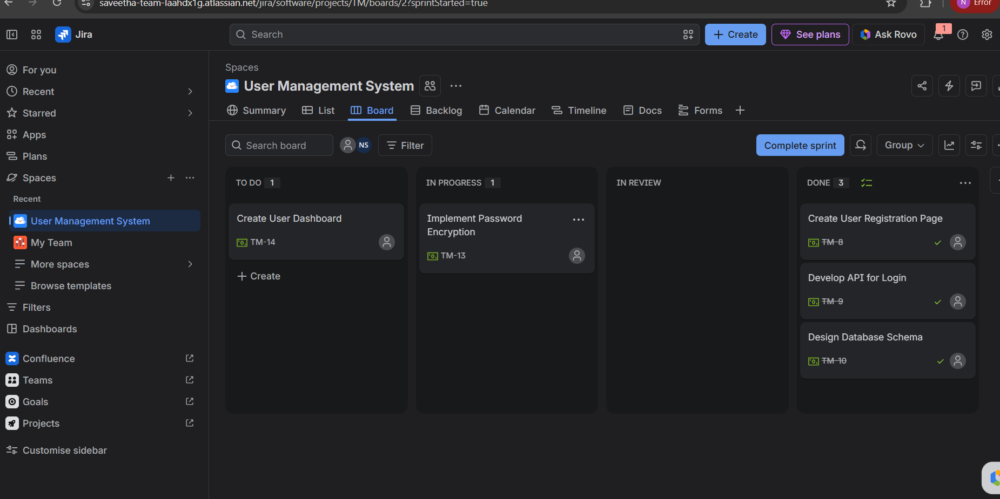 saveetha-team-laahdx1g.atlassian.net/jira/software/projects/TM/boards/2?sprintStarted=true
N Error
Jira
Search
Create
See plans
Ask Rovo
1
For you
Recent
Starred
Apps
Plans
Spaces
Recent
User Management System
My Team
More spaces
Browse templates
Filters
Dashboards
Confluence
Teams
Goals
Projects
Customise sidebar
Spaces
User Management System
Summary List Board Backlog Calendar Timeline Docs Forms
Search board
NS
Filter
Complete sprint
Group
TO DO 1
Create User Dashboard
TM-14
Create
IN PROGRESS 1
Implement Password
Encryption
TM-13
IN REVIEW
DONE 3
Create User Registration Page
TM-8
Develop API for Login
TM-9
Design Database Schema
TM-10